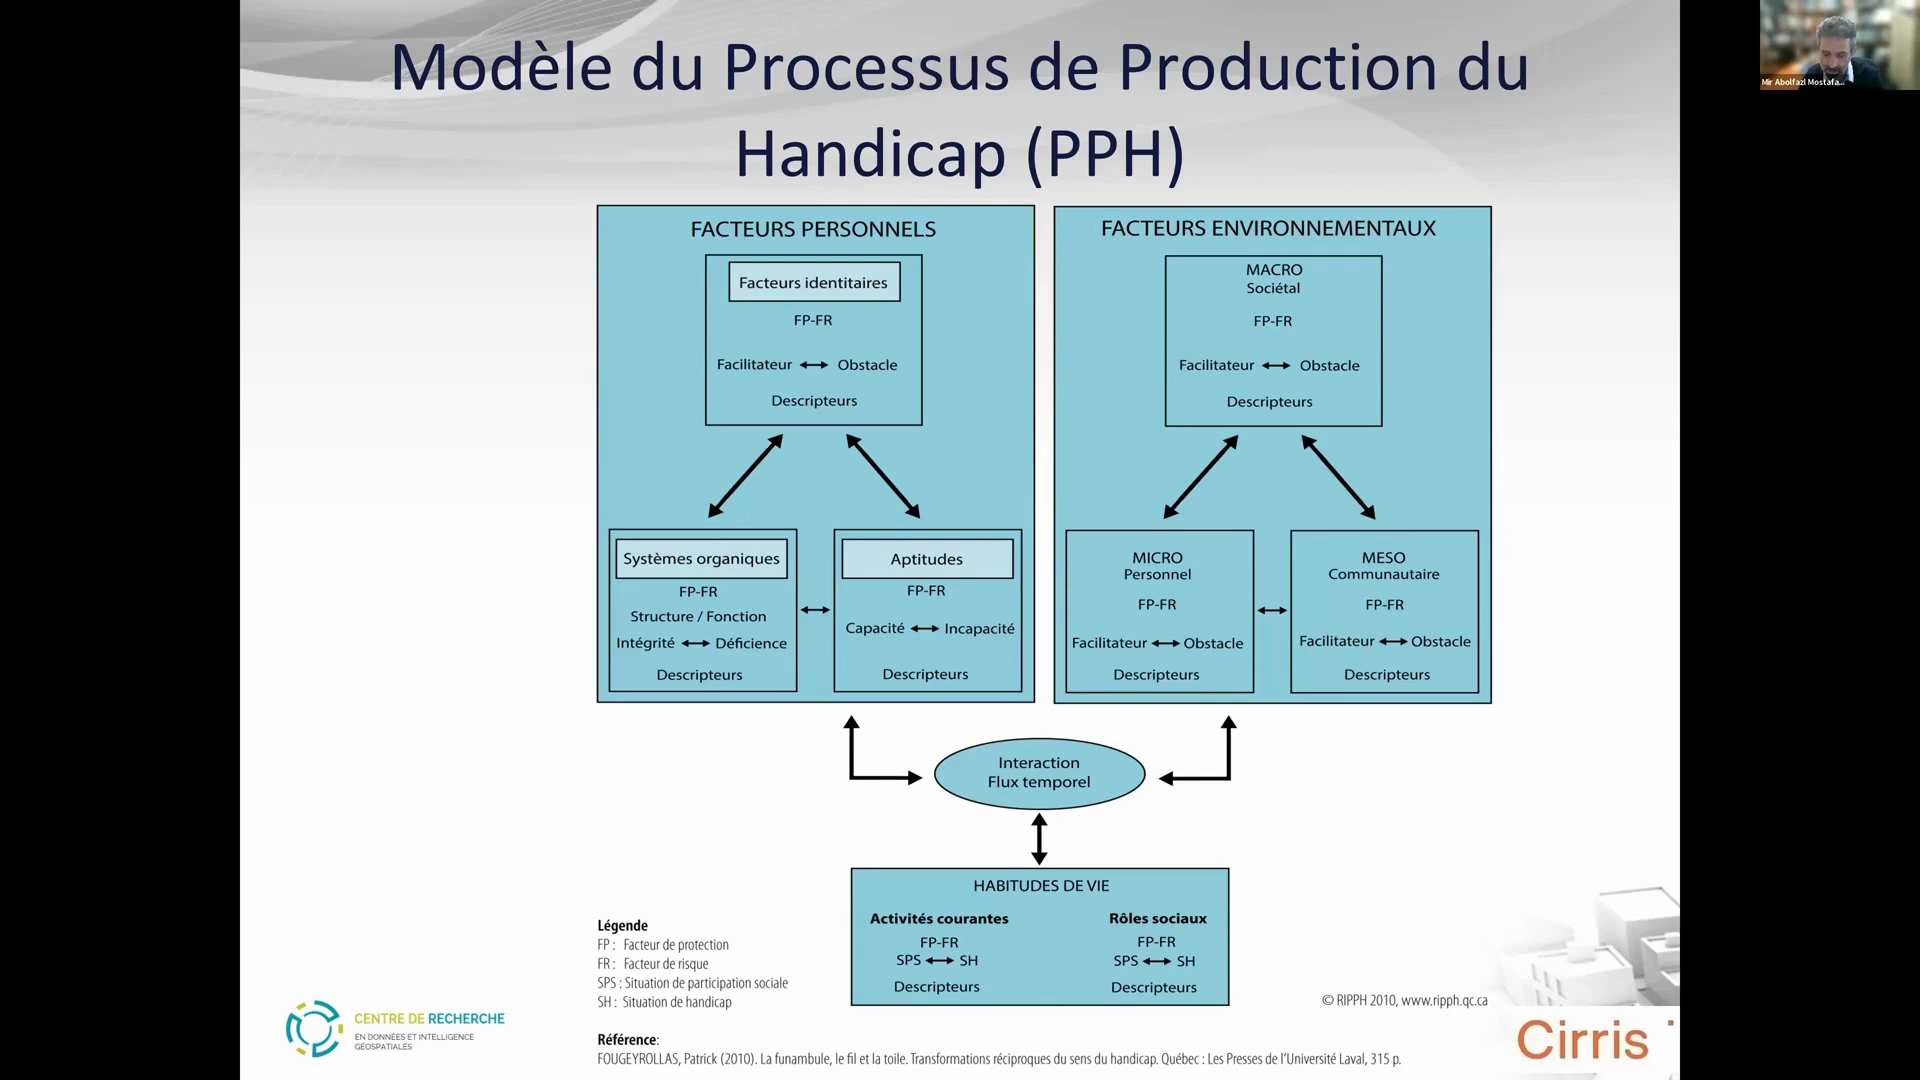 Modèle du Processus de Production du
Handicap (PPH)
Mir Abolfazl Mostafa...
FACTEURS PERSONNELS
Facteurs identitaires
FP-FR
Facilitateur Obstacle
Descripteurs
Systèmes organiques
FP-FR
Structure / Fonction
Intégrité Déficience
Descripteurs
Aptitudes
FP-FR
Capacité Incapacité
Descripteurs
FACTEURS ENVIRONNEMENTAUX
MACRO
Sociétal
FP-FR
Facilitateur Obstacle
Descripteurs
MICRO
Personnel
FP-FR
Facilitateur Obstacle
Descripteurs
MESO
Communautaire
FP-FR
Facilitateur Obstacle
Descripteurs
Interaction
Flux temporel
HABITUDES DE VIE
Activités courantes
FP-FR
SPS SH
Descripteurs
Rôles sociaux
FP-FR
SPS SH
Descripteurs
Légende
FP : Facteur de protection
FR : Facteur de risque
SPS : Situation de participation sociale
SH : Situation de handicap
© RIPPH 2010, www.ripph.qc.ca
Référence:
FOUGEYROLLAS, Patrick (2010). La funambule, le fil et la toile. Transformations réciproques du sens du handicap. Québec : Les Presses de l'Université Laval, 315 p.
CENTRE DE RECHERCHE
EN DONNÉES ET INTELLIGENCE
GÉOSPATIALES
Cirris